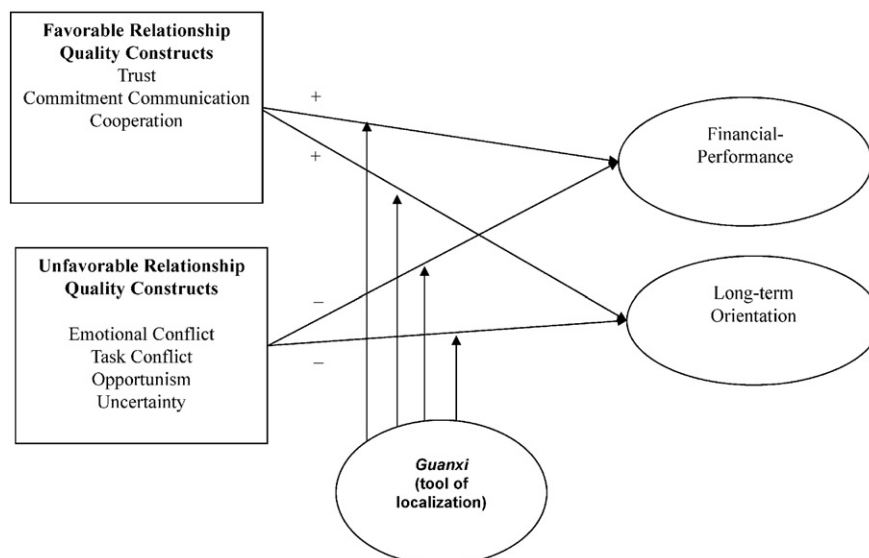 Favorable Relationship
Quality Constructs
Trust
Commitment Communication
Cooperation
+
+
Financial-
Performance
Unfavorable Relationship
Quality Constructs
Emotional Conflict
Task Conflict
Opportunism
Uncertainty
–
–
Long-term
Orientation
Guanxi
(tool of
localization)